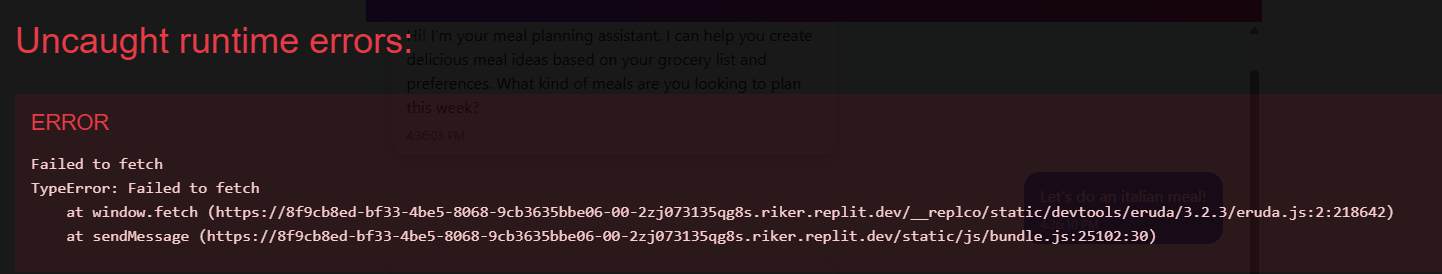 Uncaught runtime errors:
Hi! I'm your meal planning assistant. I can help you create
delicious meal ideas based on your grocery list and
preferences. What kind of meals are you looking to plan
this week?
4:36:03 PM
ERROR
Failed to fetch
TypeError: Failed to fetch
Let's do an italian meal!
at window.fetch (https://8f9cb8ed-bf33-4be5-8068-9cb3635bbe06-00-2zj073135qg8s.riker.replit.dev/__replco/static/devtools/eruda/3.2.3/eruda.js:2:218642)
at sendMessage (https://8f9cb8ed-bf33-4be5-8068-9cb3635bbe06-00-2zj073135qg8s.riker.replit.dev/static/js/bundle.js:25102:30)